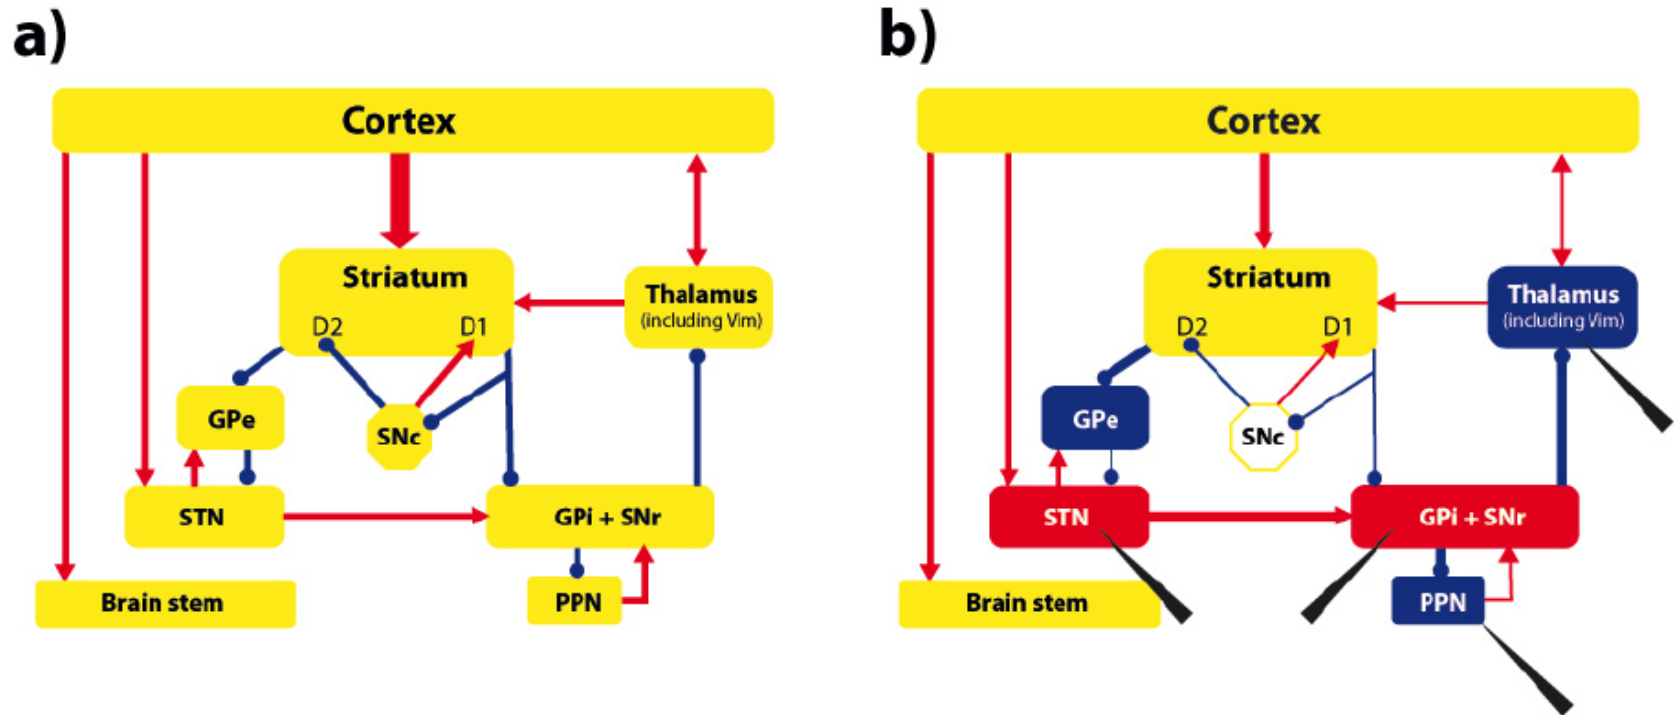 a)
Cortex
Striatum
D2
D1
Thalamus
(including Vim)
GPe
SNc
STN
GPi + SNr
Brain stem
PPN
b)
Cortex
Striatum
D2
D1
Thalamus
(including Vim)
GPe
SNc
STN
GPi + SNr
Brain stem
PPN